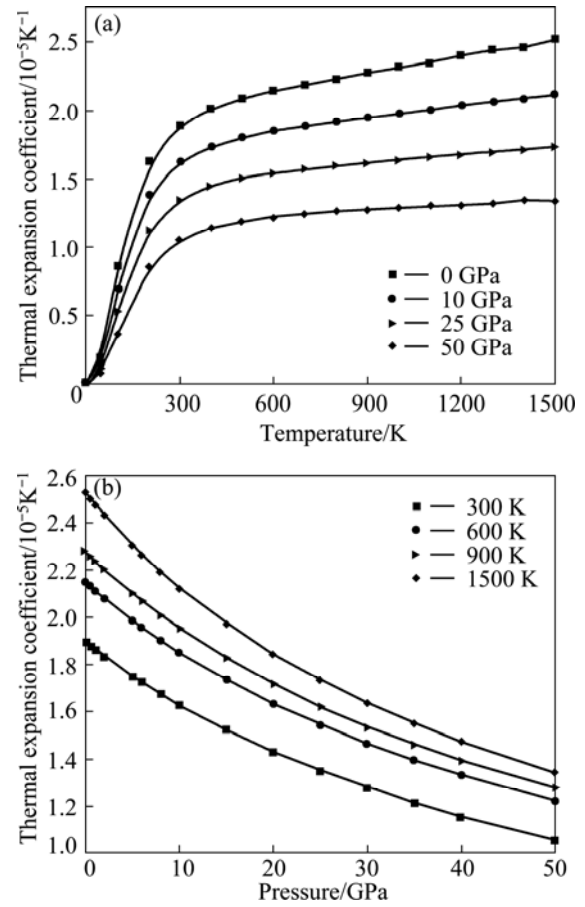 (a)
Thermal expansion coefficient/10⁻⁵K⁻¹
2.5
2.0
1.5
1.0
0.5
0
0 GPa
10 GPa
25 GPa
50 GPa
300 600 900 1200 1500
Temperature/K
(b)
Thermal expansion coefficient/10⁻⁵K⁻¹
2.6
2.4
2.2
2.0
1.8
1.6
1.4
1.2
1.0
300 K
600 K
900 K
1500 K
0 10 20 30 40 50
Pressure/GPa